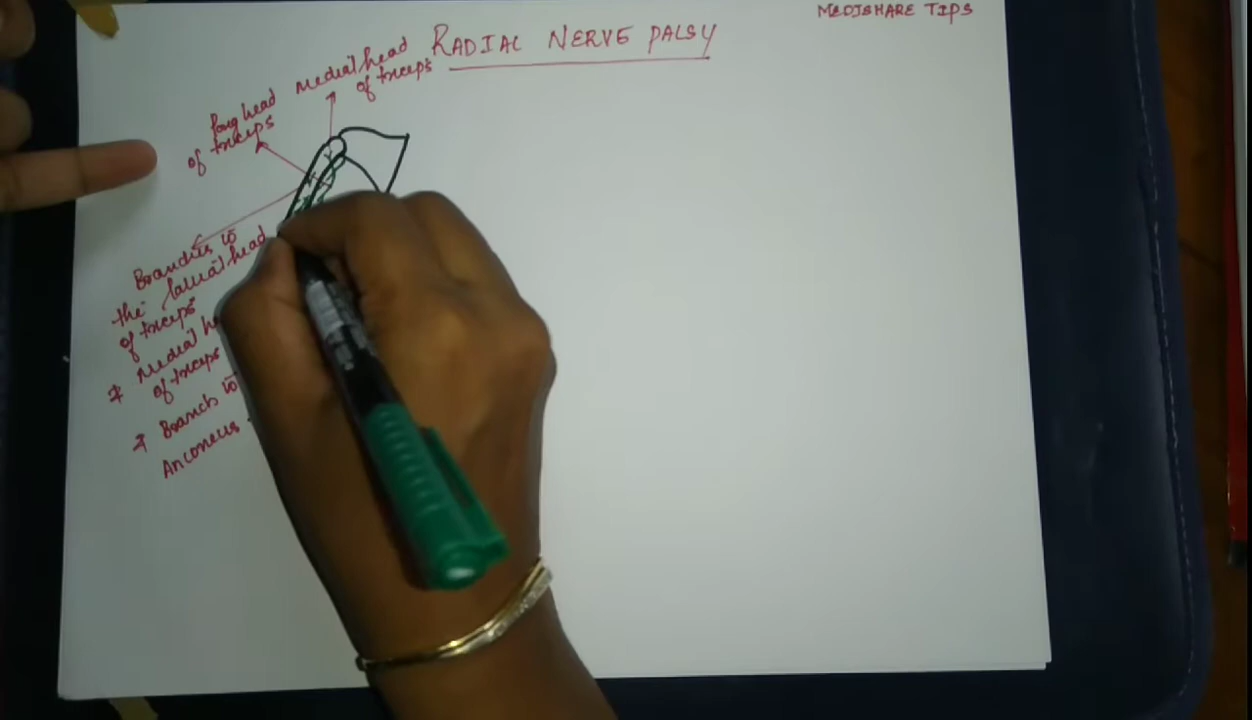 MEDISHARE TIPS
RADIAL NERVE PALSY
medial head
of triceps
long head
of triceps
Branches to
the lateral head
of triceps
* Medial he
of triceps
* Branch to
Anconeus